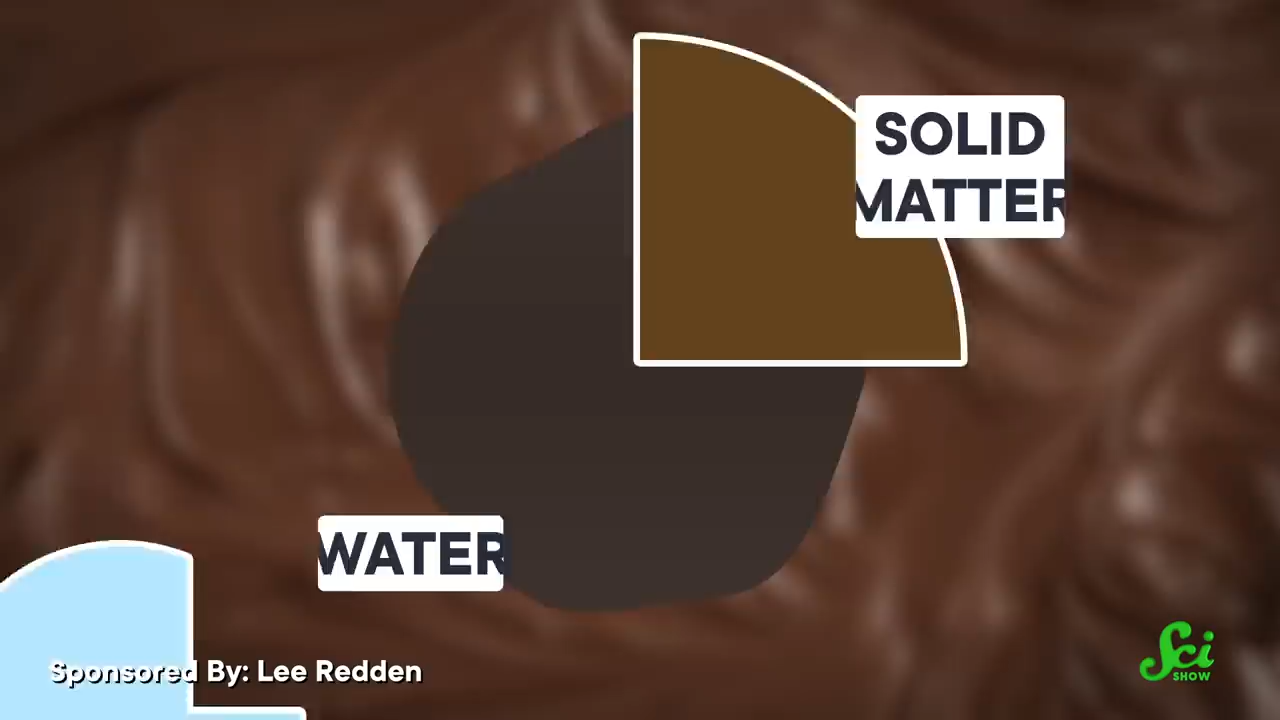 SOLID
MATTER
WATER
Sponsored By: Lee Redden
Sci
SHOW